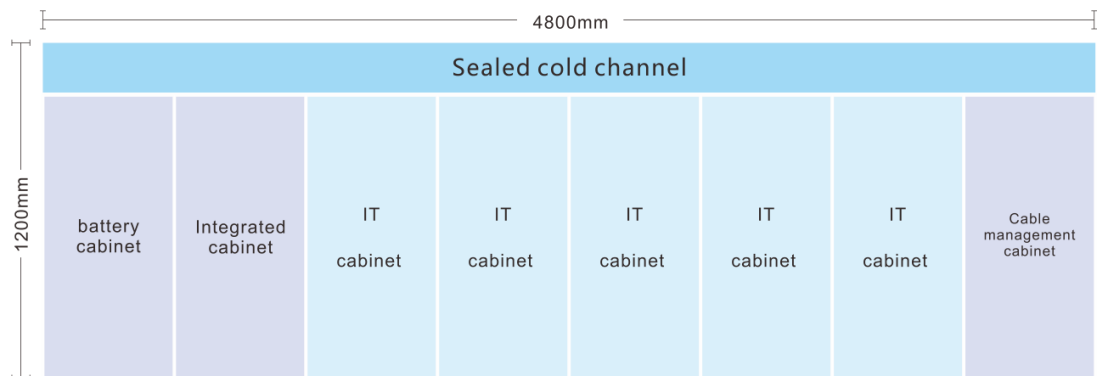 4800mm
Sealed cold channel
1200mm
battery
cabinet
Integrated
cabinet
IT
cabinet
IT
cabinet
IT
cabinet
IT
cabinet
IT
cabinet
Cable
management
cabinet